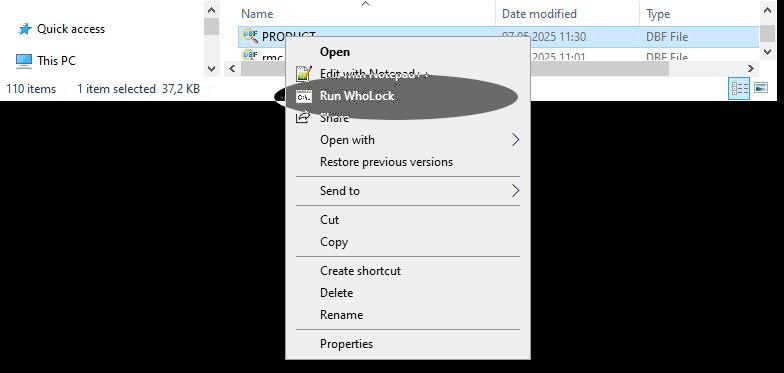 Name Date modified Type
Quick access
PRODUCT 07.05.2025 11:30 DBF File
This PC
rmc 11:01 DBF File
110 items 1 item selected 37,2 KB
Open
Edit with Notepad++
Run WhoLock
Share
Open with
Restore previous versions
Send to
Cut
Copy
Create shortcut
Delete
Rename
Properties